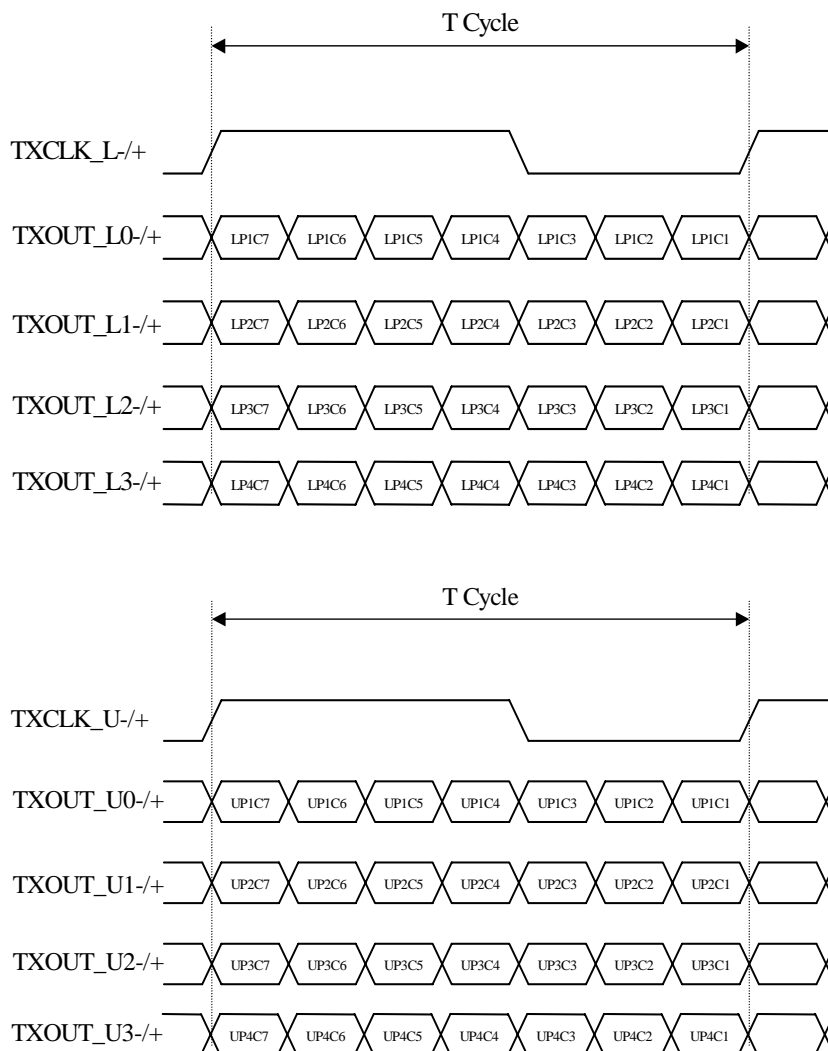 T Cycle
TXCLK_L-/+
TXOUT_L0-/+ LP1C7 LP1C6 LP1C5 LP1C4 LP1C3 LP1C2 LP1C1
TXOUT_L1-/+ LP2C7 LP2C6 LP2C5 LP2C4 LP2C3 LP2C2 LP2C1
TXOUT_L2-/+ LP3C7 LP3C6 LP3C5 LP3C4 LP3C3 LP3C2 LP3C1
TXOUT_L3-/+ LP4C7 LP4C6 LP4C5 LP4C4 LP4C3 LP4C2 LP4C1
T Cycle
TXCLK_U-/+
TXOUT_U0-/+ UP1C7 UP1C6 UP1C5 UP1C4 UP1C3 UP1C2 UP1C1
TXOUT_U1-/+ UP2C7 UP2C6 UP2C5 UP2C4 UP2C3 UP2C2 UP2C1
TXOUT_U2-/+ UP3C7 UP3C6 UP3C5 UP3C4 UP3C3 UP3C2 UP3C1
TXOUT_U3-/+ UP4C7 UP4C6 UP4C5 UP4C4 UP4C3 UP4C2 UP4C1